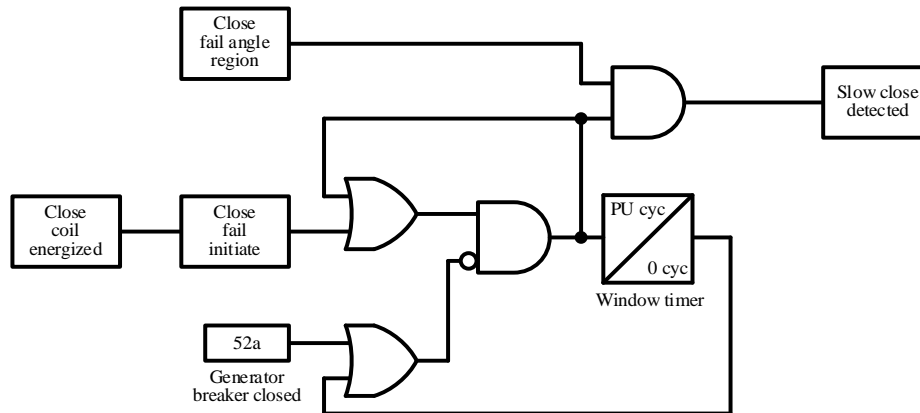 Close
fail angle
region
Slow close
detected
Close
coil
energized
Close
fail
initiate
PU cyc
0 cyc
Window timer
52a
Generator
breaker closed